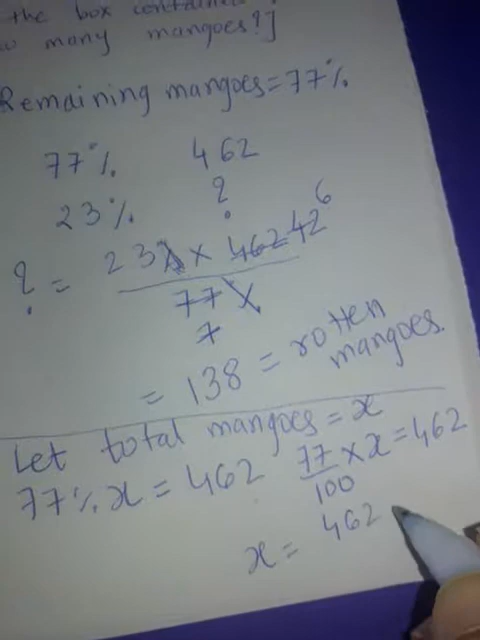 the box contained
many mangoes?]
Remaining mangoes=77%
77% 462
23% ?
6
? = 23% x 462 42
77%
7
= 138 = rotten mangoes.
Let total mangoes = x
77% x = 462 77/100 × x = 462
x = 462